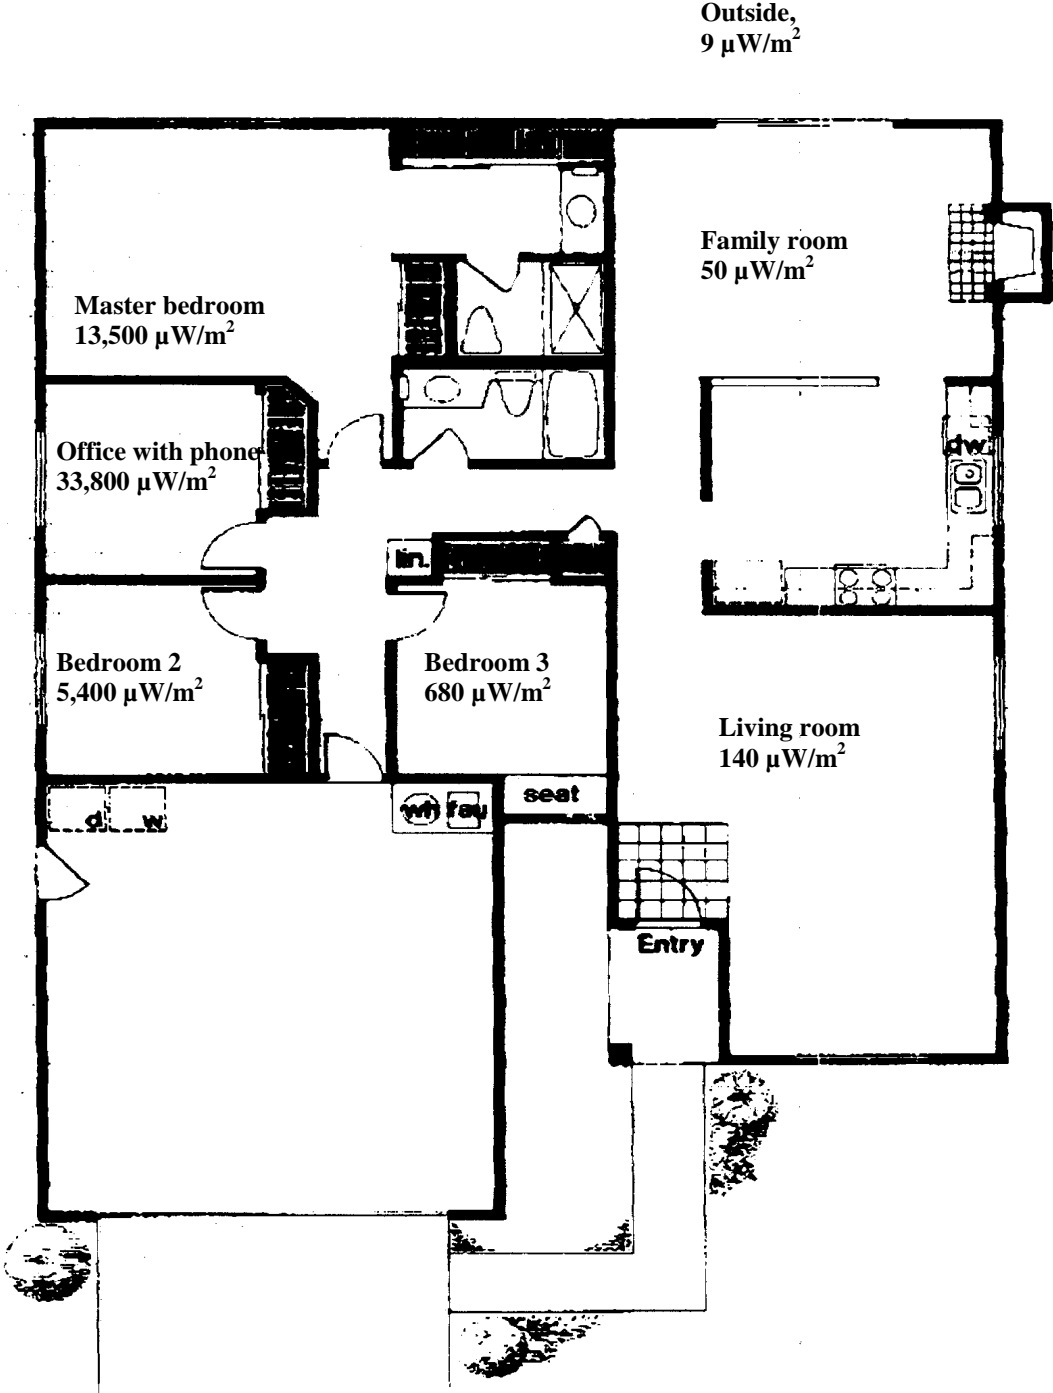 Outside,
9 µW/m²
Family room
50 µW/m²
Master bedroom
13,500 µW/m²
Office with phone
33,800 µW/m²
dw.
lin.
Bedroom 2
5,400 µW/m²
Bedroom 3
680 µW/m²
Living room
140 µW/m²
seat
d w
wh fau
Entry